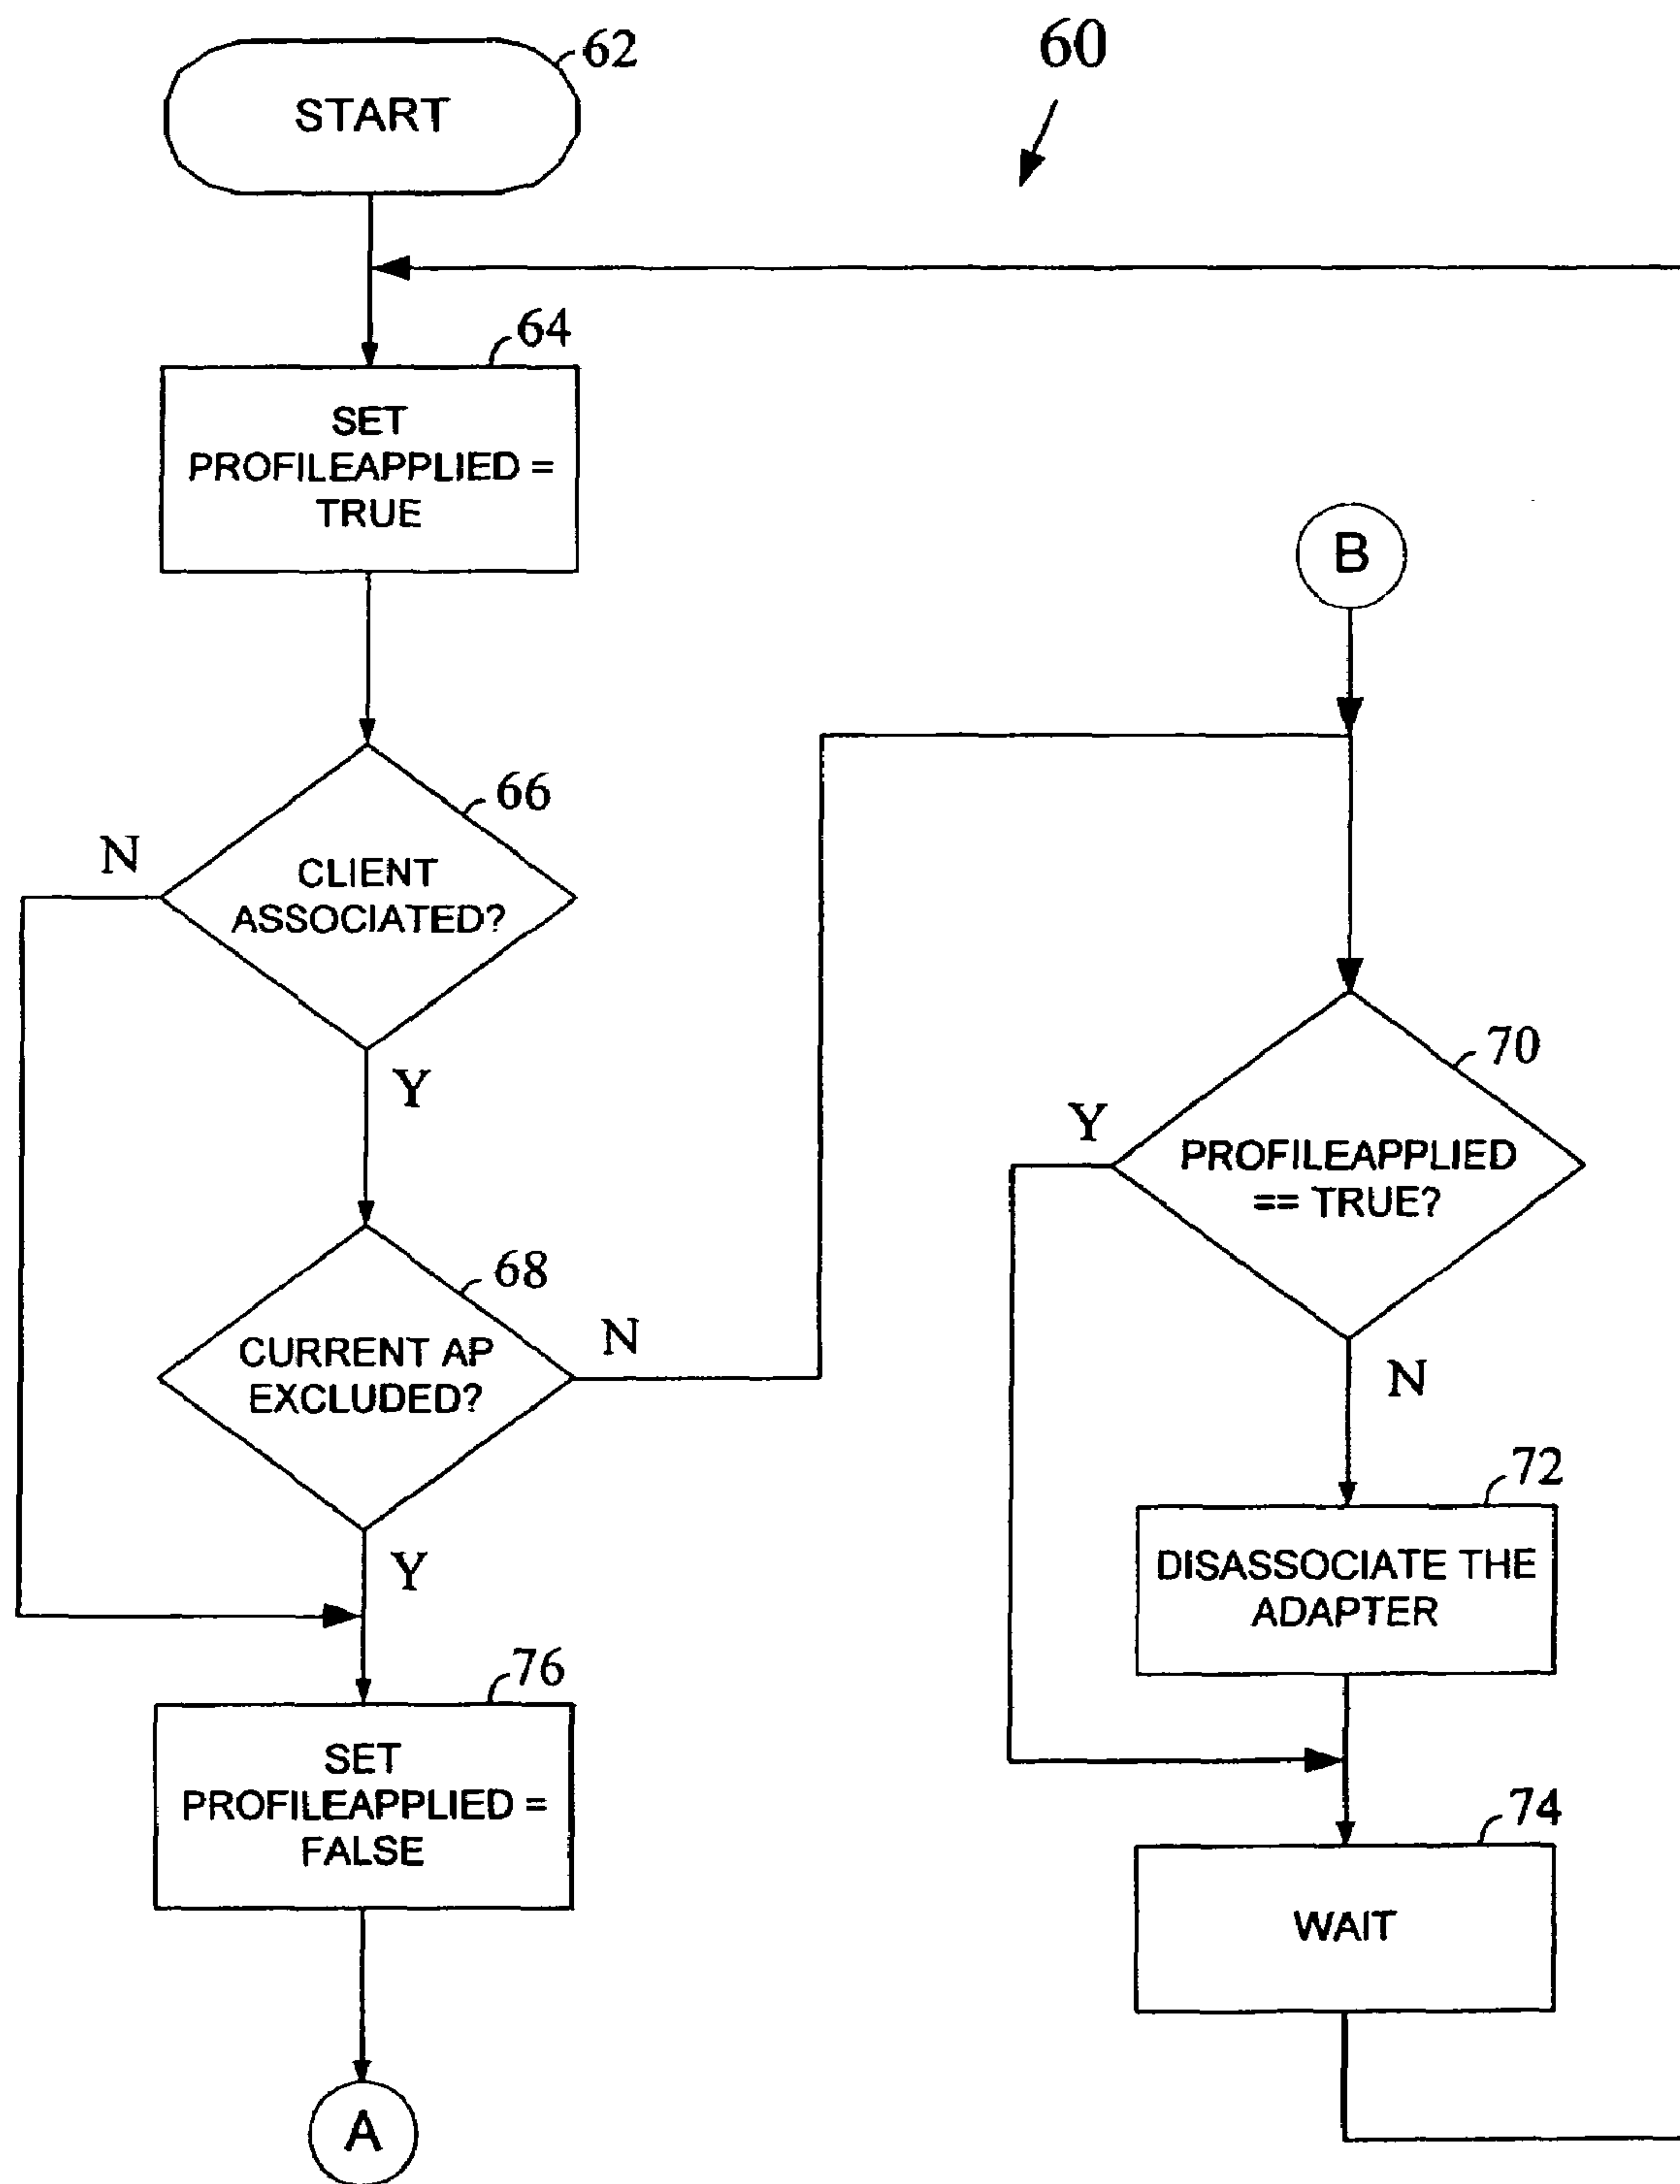 62
START
60
64
SET
PROFILEAPPLIED =
TRUE
66
N
CLIENT
ASSOCIATED?
Y
68
CURRENT AP
EXCLUDED?
N
Y
76
SET
PROFILEAPPLIED =
FALSE
A
B
70
Y
PROFILEAPPLIED
== TRUE?
N
72
DISASSOCIATE THE
ADAPTER
74
WAIT